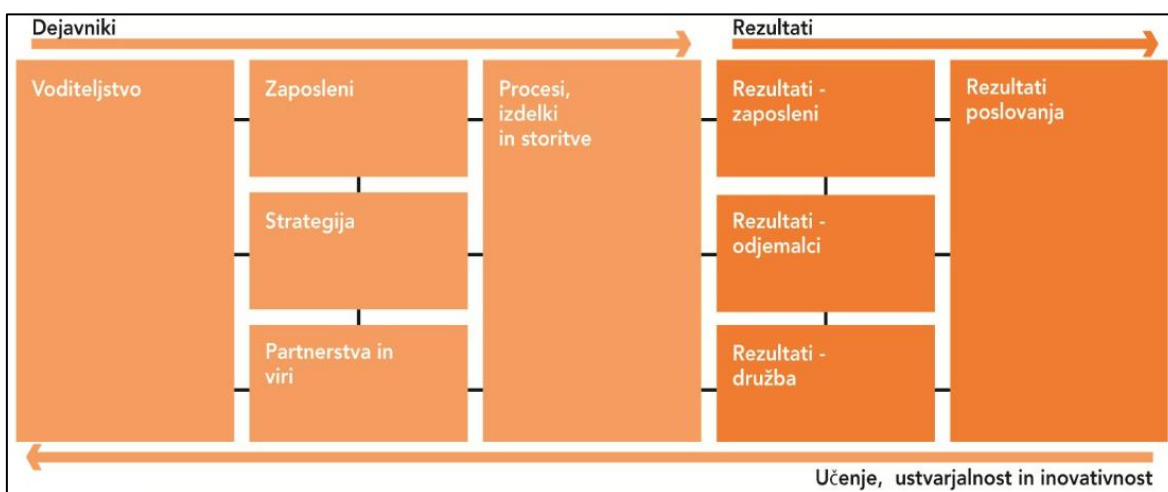 Dejavniki
Rezultati
Voditeljstvo
Zaposleni
Strategija
Partnerstva in
viri
Procesi,
izdelki
in storitve
Rezultati -
zaposleni
Rezultati -
odjemalci
Rezultati -
družba
Rezultati
poslovanja
Učenje, ustvarjalnost in inovativnost